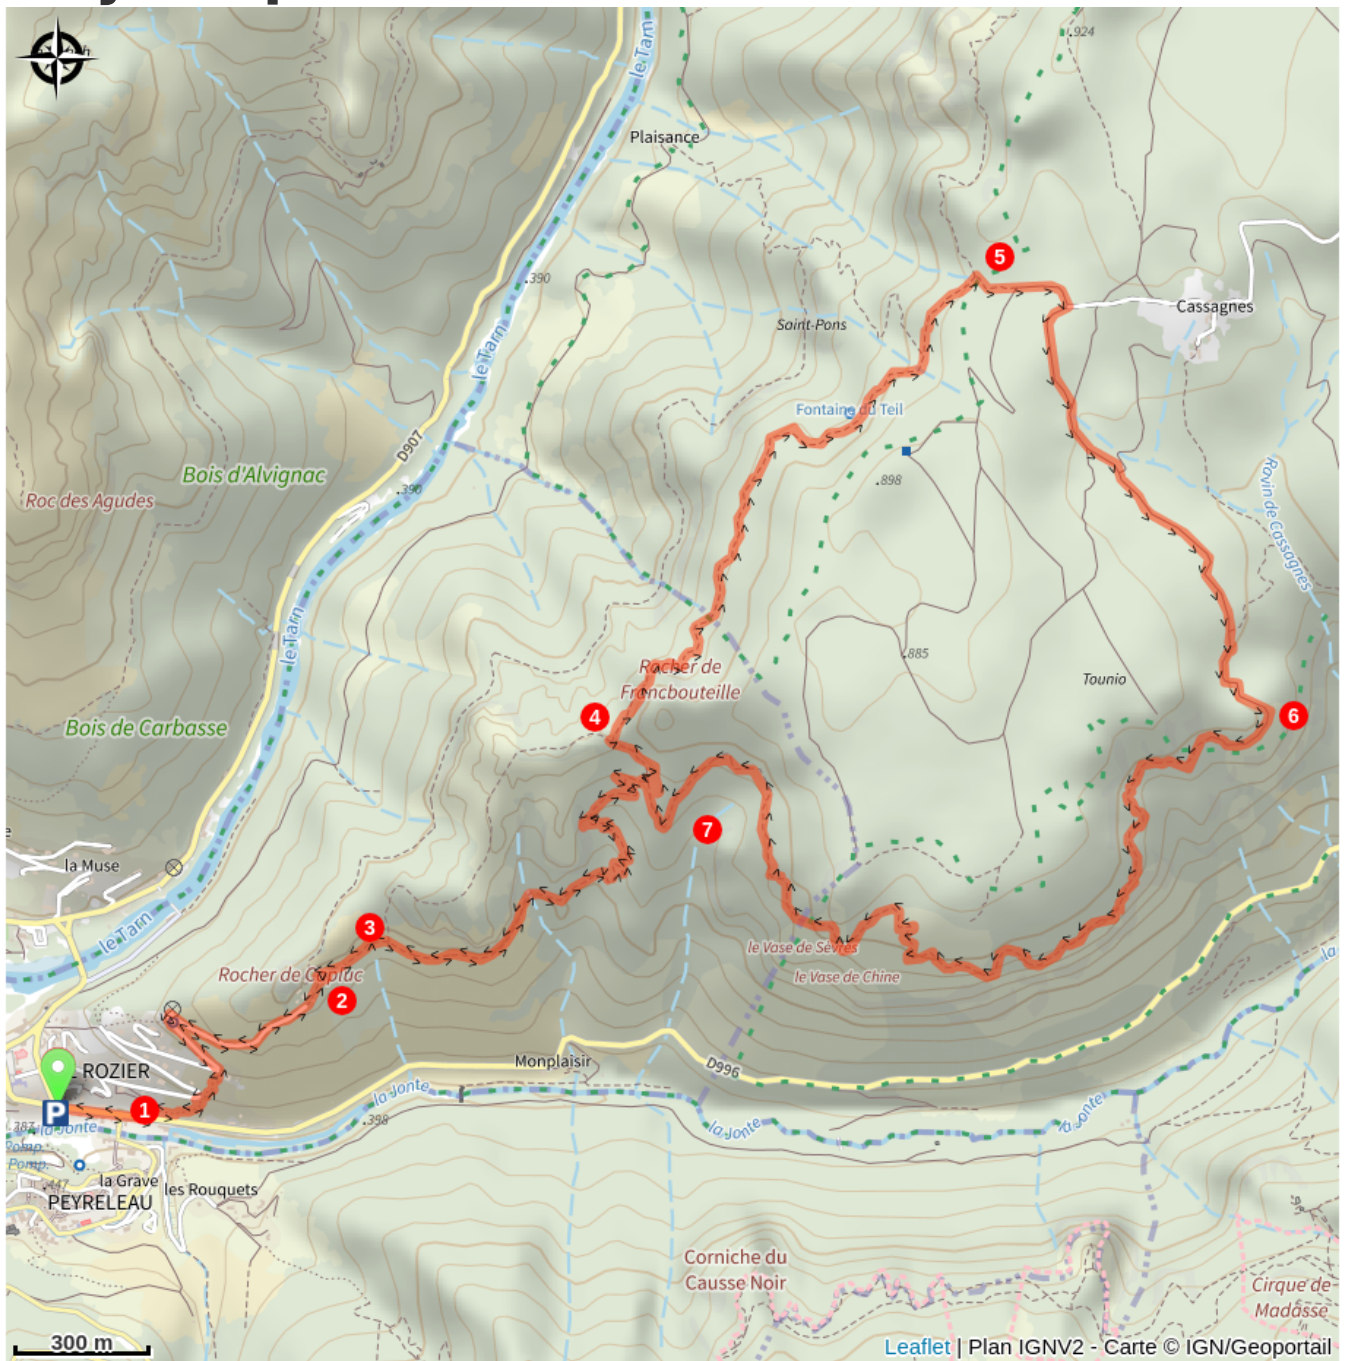 .924
le Tarn
Plaisance
5
.390
Cassagnes
Saint-Pons
le Tarn
Fontaine du Teil
D907
Bois d'Alvignac
.898
.390
Roc des Agudes
Ravin de Cassagnes
le Tarn
.885
Rocher de
Francbouteille
Tounio
4
6
Bois de Carbasse
7
la Muse
3
le Tarn
le Vase de Sèvres
Rocher de Capluc
le Vase de Chine
2
Monplaisir
D996
ROZIER
la Jonte
1
P
.398
la Jonte
la Jonte
387
la Jonte
Pomp.
Pomp.
la Grave
les Rouquets
.447
PEYRELEAU
Corniche du
Causse Noir
Cirque de
Madasse
300 m
Leaflet | Plan IGNV2 - Carte © IGN/Geoportail